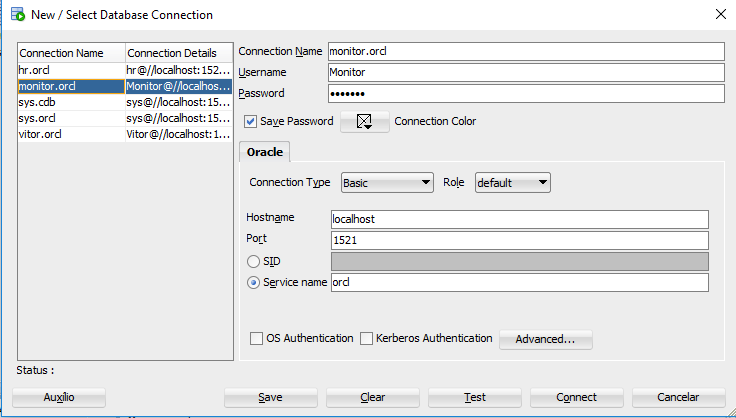 New / Select Database Connection
Connection Name Connection Details
hr.orcl hr@//localhost:152...
monitor.orcl Monitor@//localhos...
sys.cdb sys@//localhost:15...
sys.orcl sys@//localhost:15...
vitor.orcl Vitor@//localhost:1...
Connection Name monitor.orcl
Username Monitor
Password •••••••
Save Password Connection Color
Oracle
Connection Type Basic Role default
Hostname localhost
Port 1521
SID
Service name orcl
OS Authentication Kerberos Authentication Advanced...
Status :
Auxílio Save Clear Test Connect Cancelar